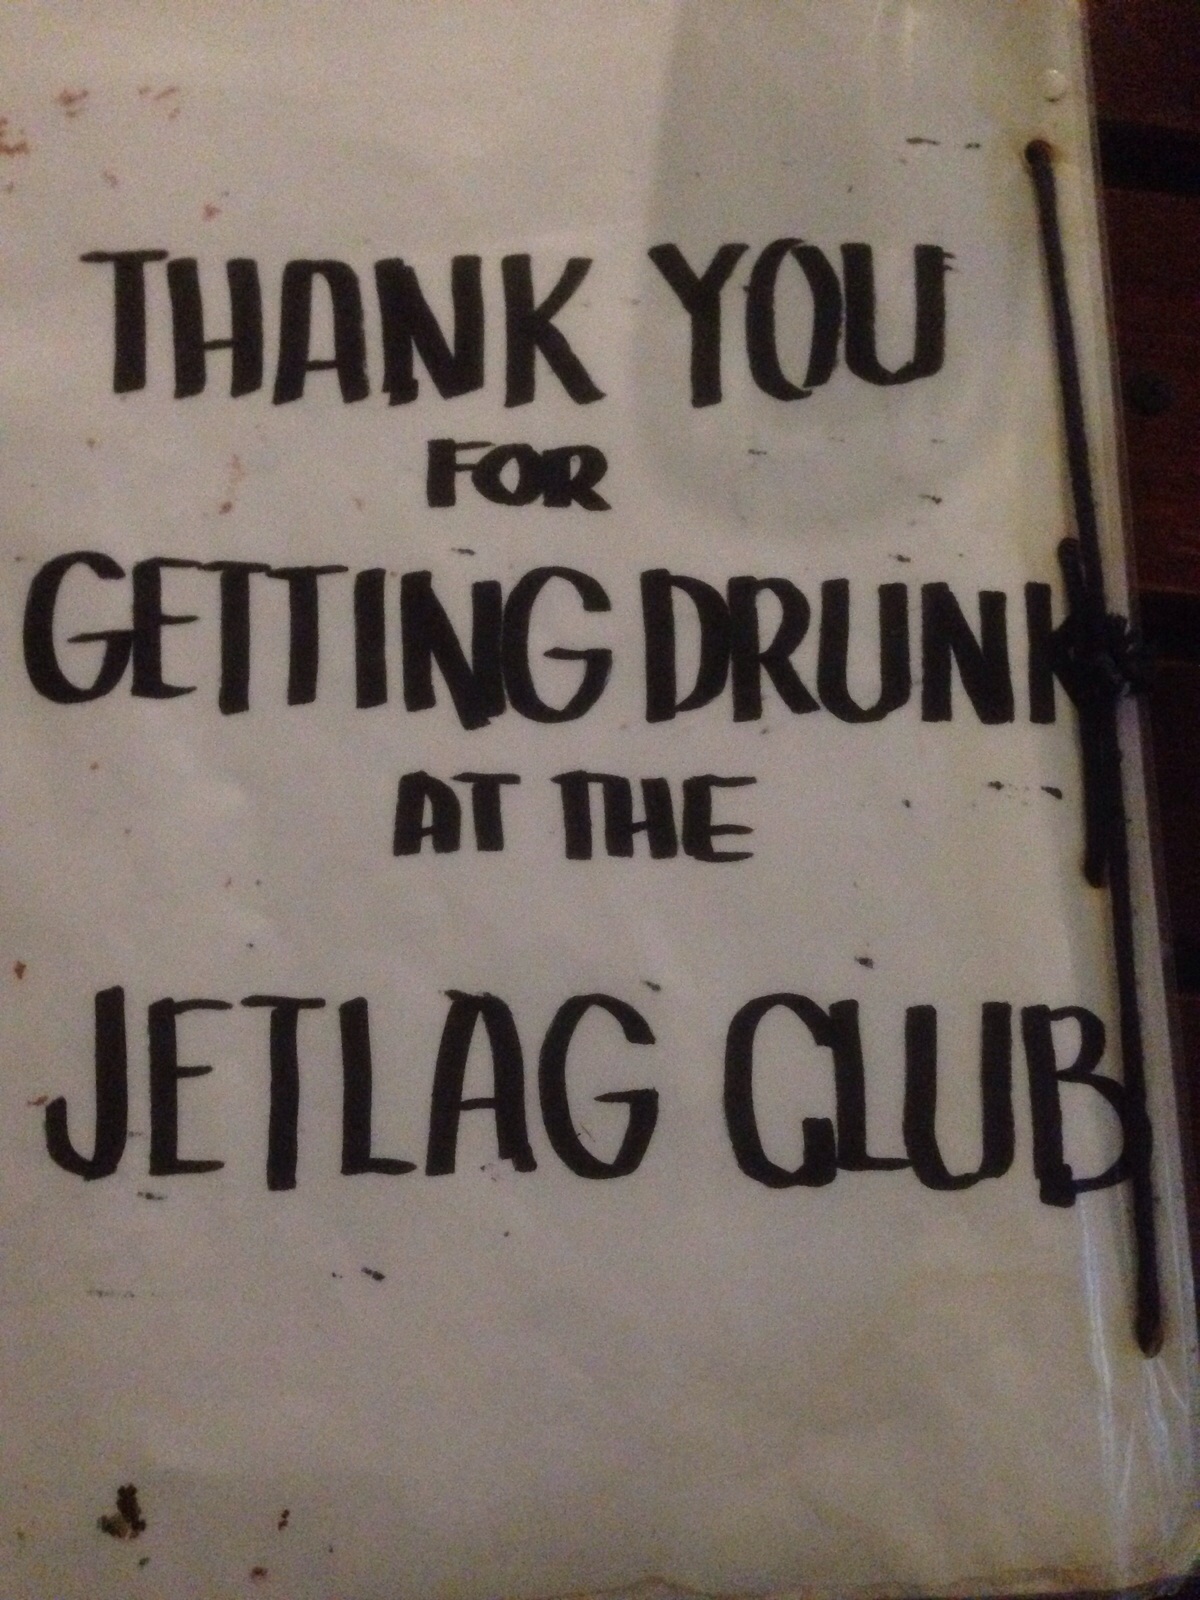 THANK YOU
FOR
GETTING DRUNK
AT THE
JETLAG CLUB